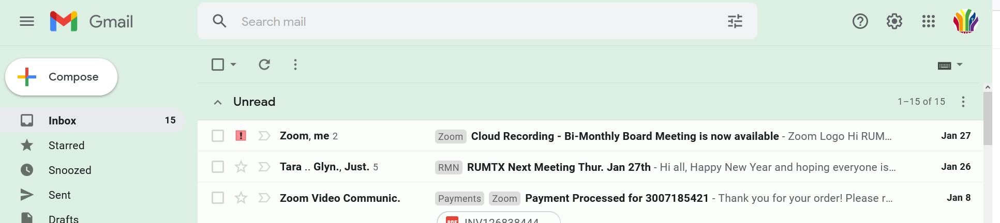 Gmail
Search mail
Compose
Unread
1–15 of 15
Inbox 15
Starred
Snoozed
Sent
Drafts
Zoom, me 2 Zoom Cloud Recording - Bi-Monthly Board Meeting is now available - Zoom Logo Hi RUM... Jan 27
Tara .. Glyn., Just. 5 RMN RUMTX Next Meeting Thur. Jan 27th - Hi all, Happy New Year and hoping everyone is... Jan 26
Zoom Video Communic. Payments Zoom Payment Processed for 3007185421 - Thank you for your order! Please r... Jan 8
PDF INV126838444